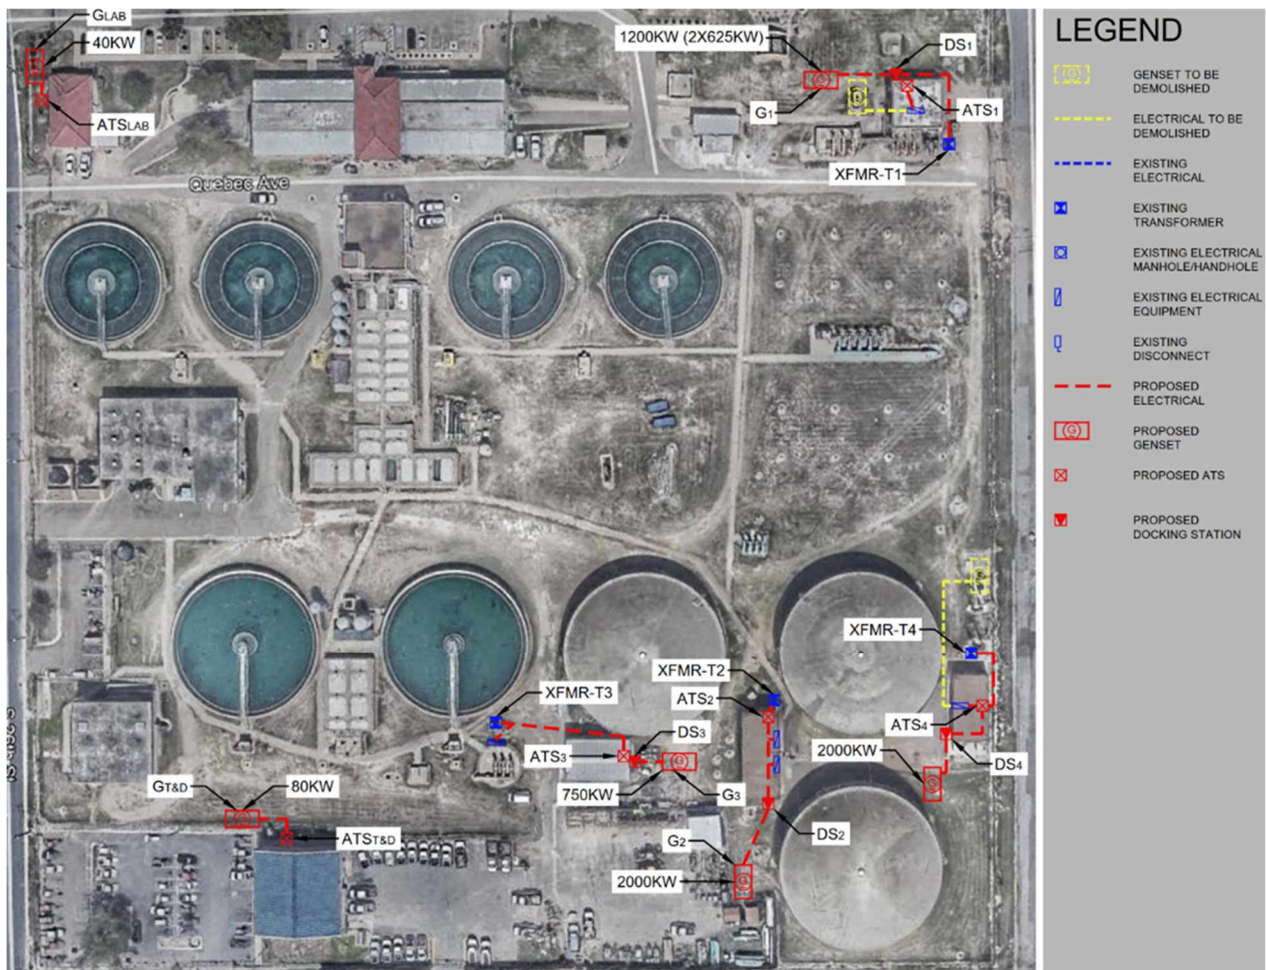 GLAB
40KW
ATSLAB
1200KW (2X625KW)
DS1
G1
ATS1
XFMR-T1
Quebec Ave
XFMR-T4
XFMR-T2
ATS2
XFMR-T3
ATS4
DS3
ATS3
2000KW
DS4
GT&D
80KW
750KW
G3
ATST&D
DS2
G2
2000KW
LEGEND
GENSET TO BE
DEMOLISHED
ELECTRICAL TO BE
DEMOLISHED
EXISTING
ELECTRICAL
EXISTING
TRANSFORMER
EXISTING ELECTRICAL
MANHOLE/HANDHOLE
EXISTING ELECTRICAL
EQUIPMENT
EXISTING
DISCONNECT
PROPOSED
ELECTRICAL
PROPOSED
GENSET
PROPOSED ATS
PROPOSED
DOCKING STATION